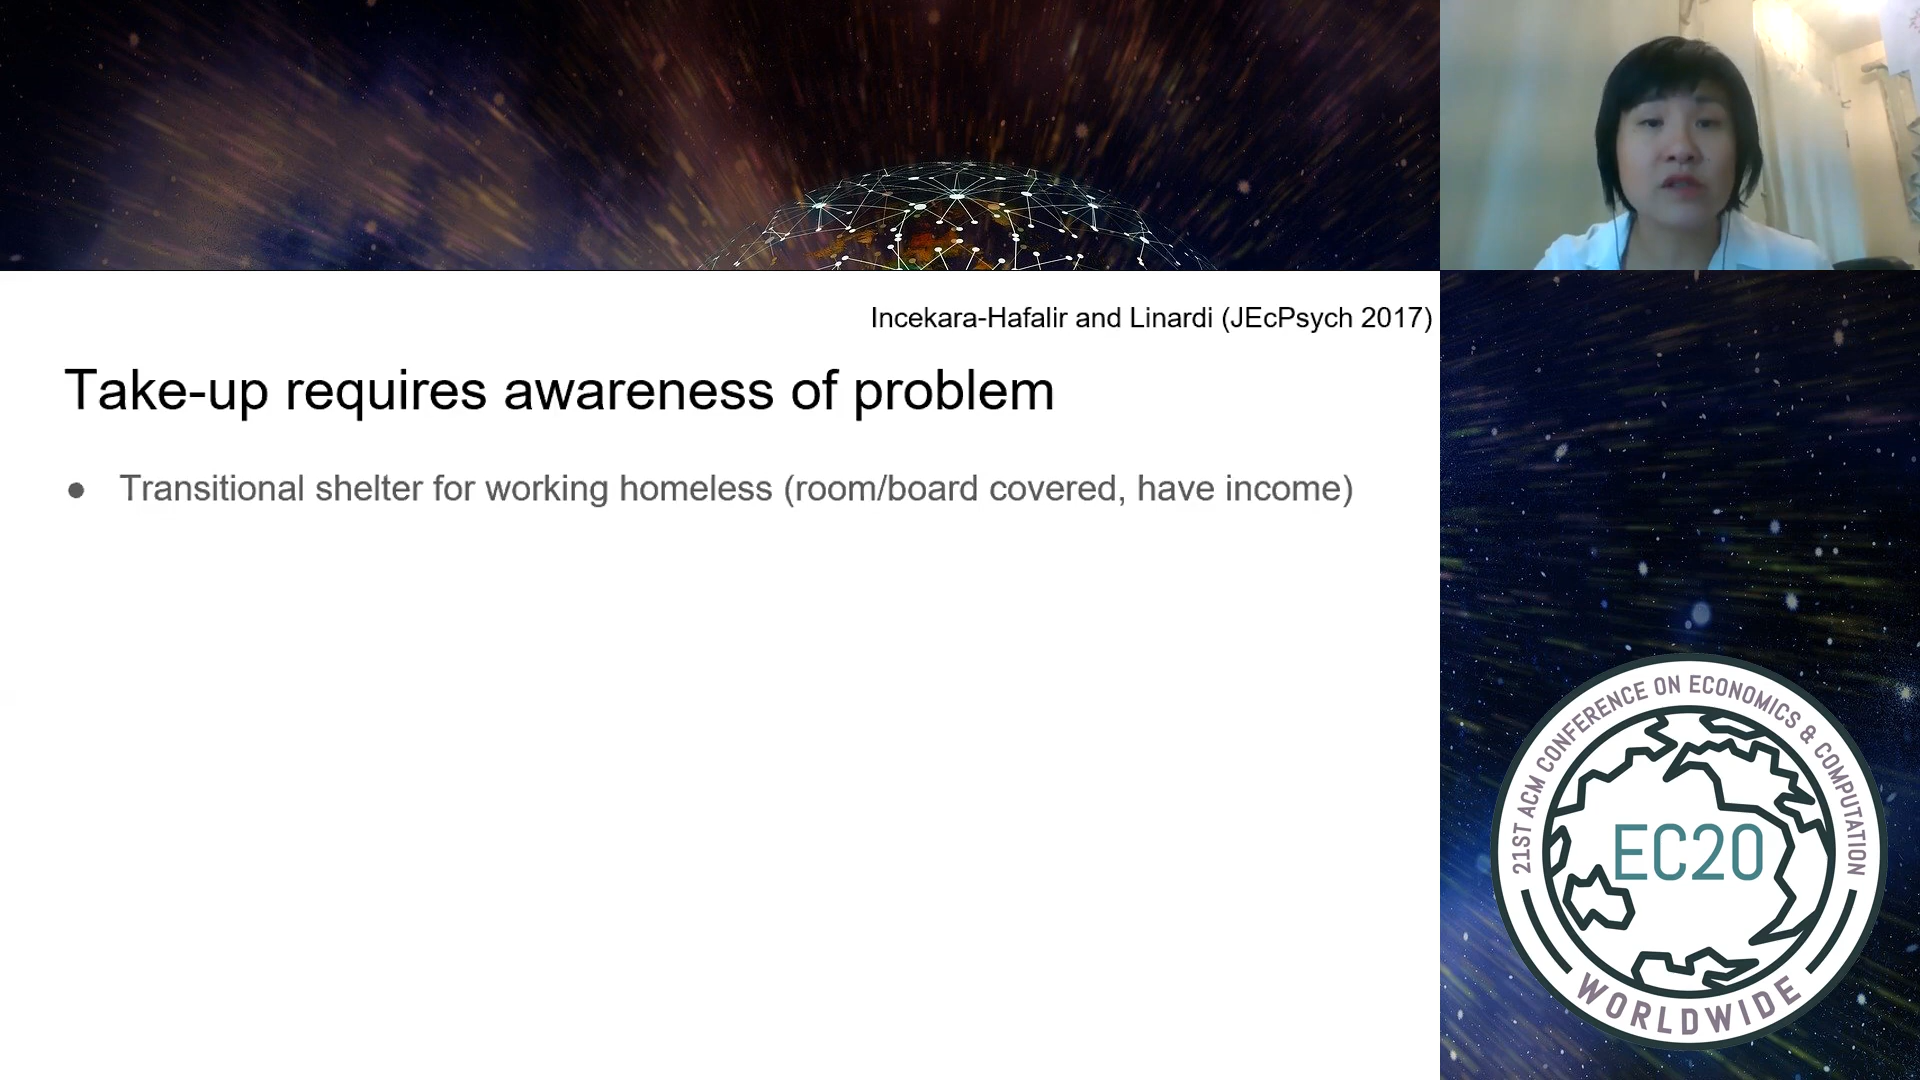 Incekara-Hafalir and Linardi (JEcPsych 2017)
Take-up requires awareness of problem
● Transitional shelter for working homeless (room/board covered, have income)
21ST ACM CONFERENCE ON ECONOMICS & COMPUTATION
EC20
WORLDWIDE